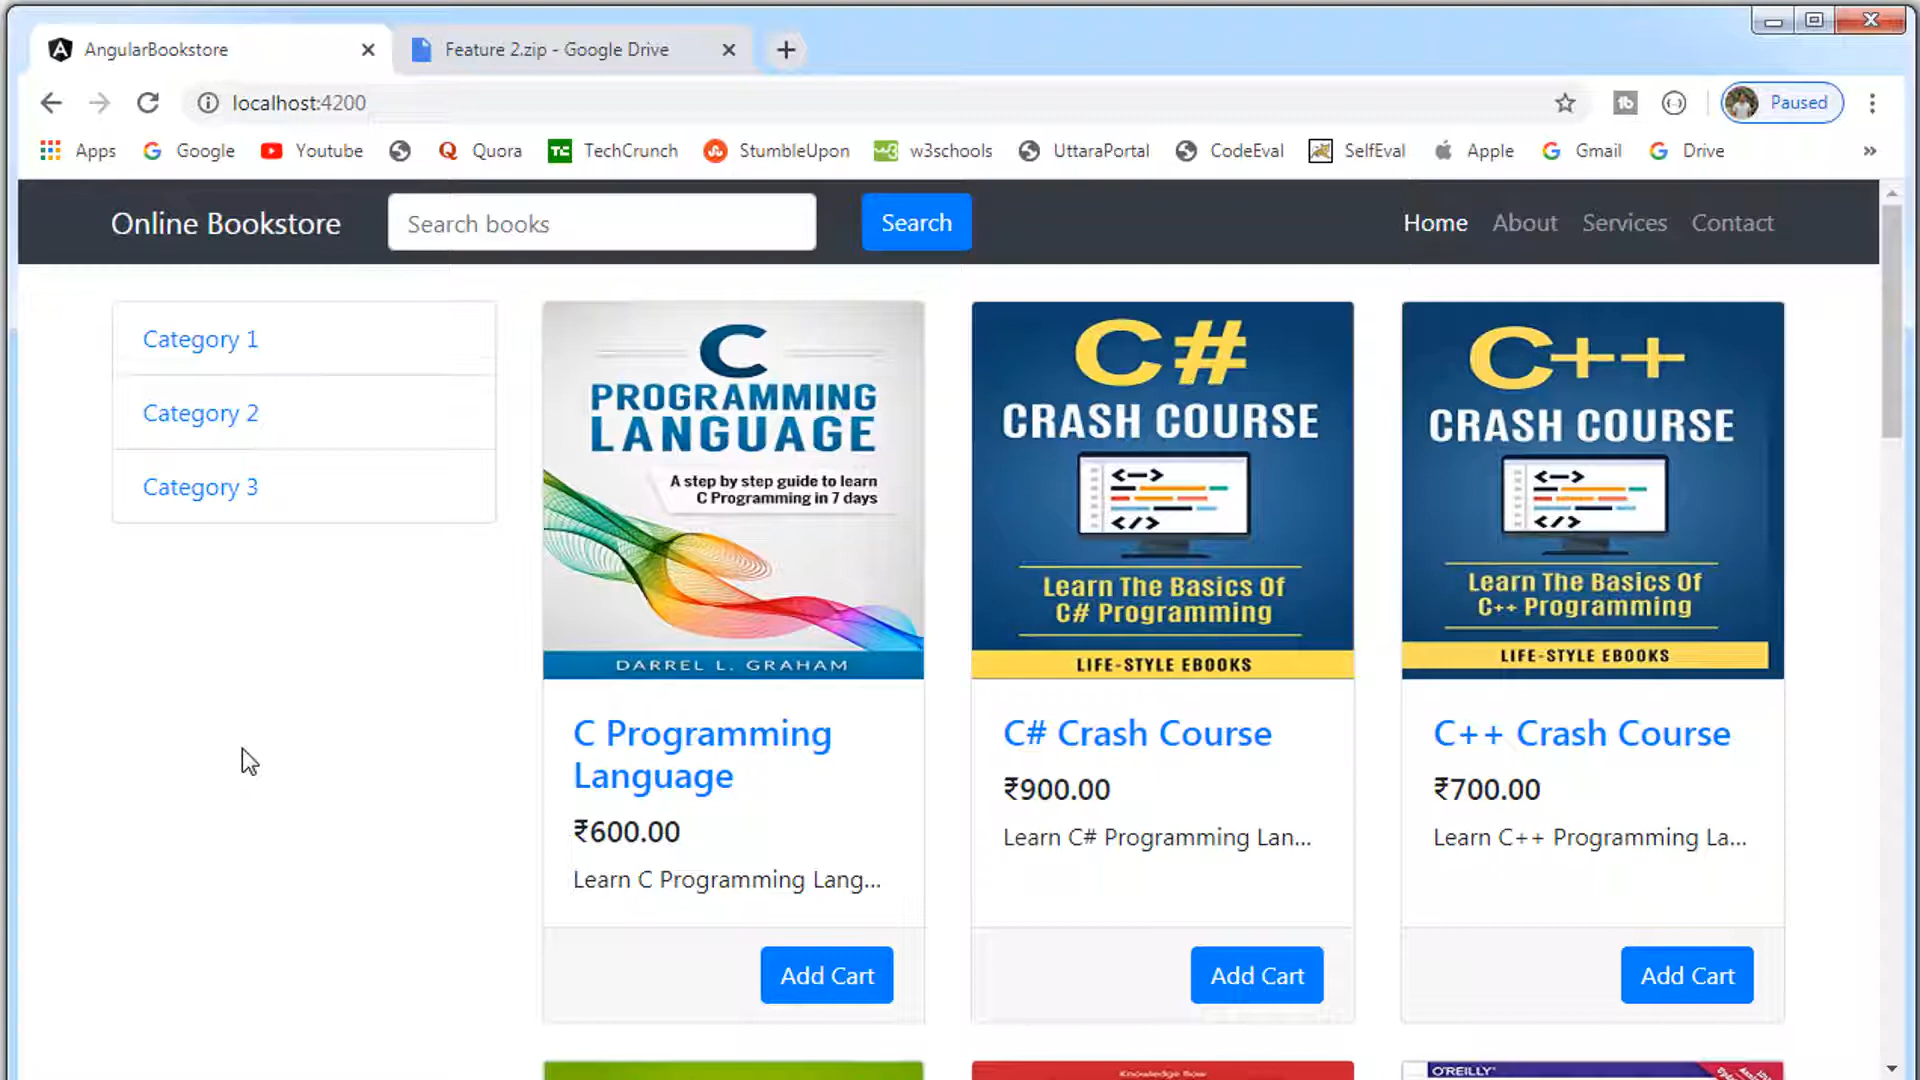 AngularBookstore
Feature 2.zip - Google Drive
localhost:4200
Paused
Apps Google Youtube Quora TechCrunch StumbleUpon w3schools UttaraPortal CodeEval SelfEval Apple Gmail Drive »
Online Bookstore
Search books
Search
Home About Services Contact
Category 1
Category 2
Category 3
C
PROGRAMMING
LANGUAGE
A step by step guide to learn
C Programming in 7 days
DARREL L. GRAHAM
C#
CRASH COURSE
Learn The Basics Of
C# Programming
LIFE-STYLE EBOOKS
C++
CRASH COURSE
Learn The Basics Of
C++ Programming
LIFE-STYLE EBOOKS
C Programming
Language
₹600.00
Learn C Programming Lang...
Add Cart
C# Crash Course
₹900.00
Learn C# Programming Lan...
Add Cart
C++ Crash Course
₹700.00
Learn C++ Programming La...
Add Cart
Knowledge flow
O'REILLY